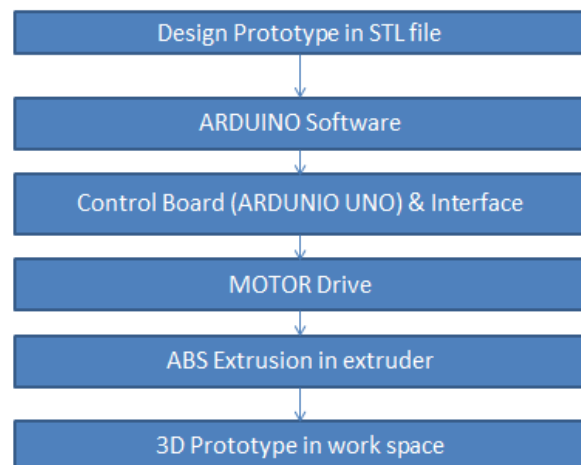 Design Prototype in STL file
ARDUINO Software
Control Board (ARDUNIO UNO) & Interface
MOTOR Drive
ABS Extrusion in extruder
3D Prototype in work space